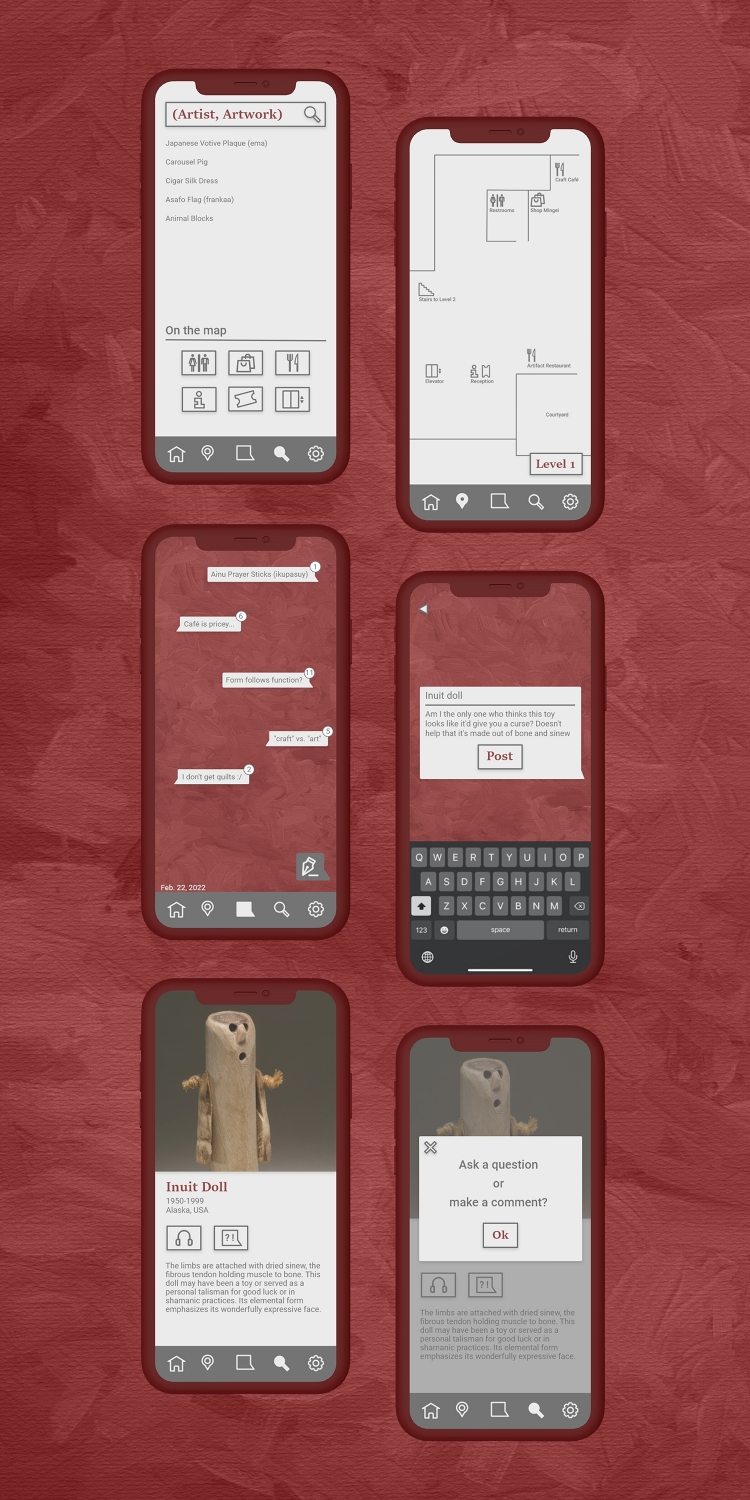 (Artist, Artwork)
Japanese Votive Plaque (ema)
Carousel Pig
Cigar Silk Dress
Asafo Flag (frankaa)
Animal Blocks
On the map
Craft Café
Restrooms
Shop Mingei
Stairs to Level 2
Artifact Restaurant
Elevator
Reception
Courtyard
Level 1
Ainu Prayer Sticks (ikupasuy)
1
Café is pricey...
6
Form follows function?
11
"craft" vs. "art"
5
I don't get quilts :/
2
Feb. 22, 2022
Inuit doll
Am I the only one who thinks this toy
looks like it'd give you a curse? Doesn't
help that it's made out of bone and sinew
Post
Q W E R T Y U I O P
A S D F G H J K L
Z X C V B N M
123 space return
Inuit Doll
1950-1999
Alaska, USA
?!
The limbs are attached with dried sinew, the
fibrous tendon holding muscle to bone. This
doll may have been a toy or served as a
personal talisman for good luck or in
shamanic practices. Its elemental form
emphasizes its wonderfully expressive face.
Ask a question
or
make a comment?
Ok
?!
The limbs are attached with dried sinew, the
fibrous tendon holding muscle to bone. This
doll may have been a toy or served as a
personal talisman for good luck or in
shamanic practices. Its elemental form
emphasizes its wonderfully expressive face.